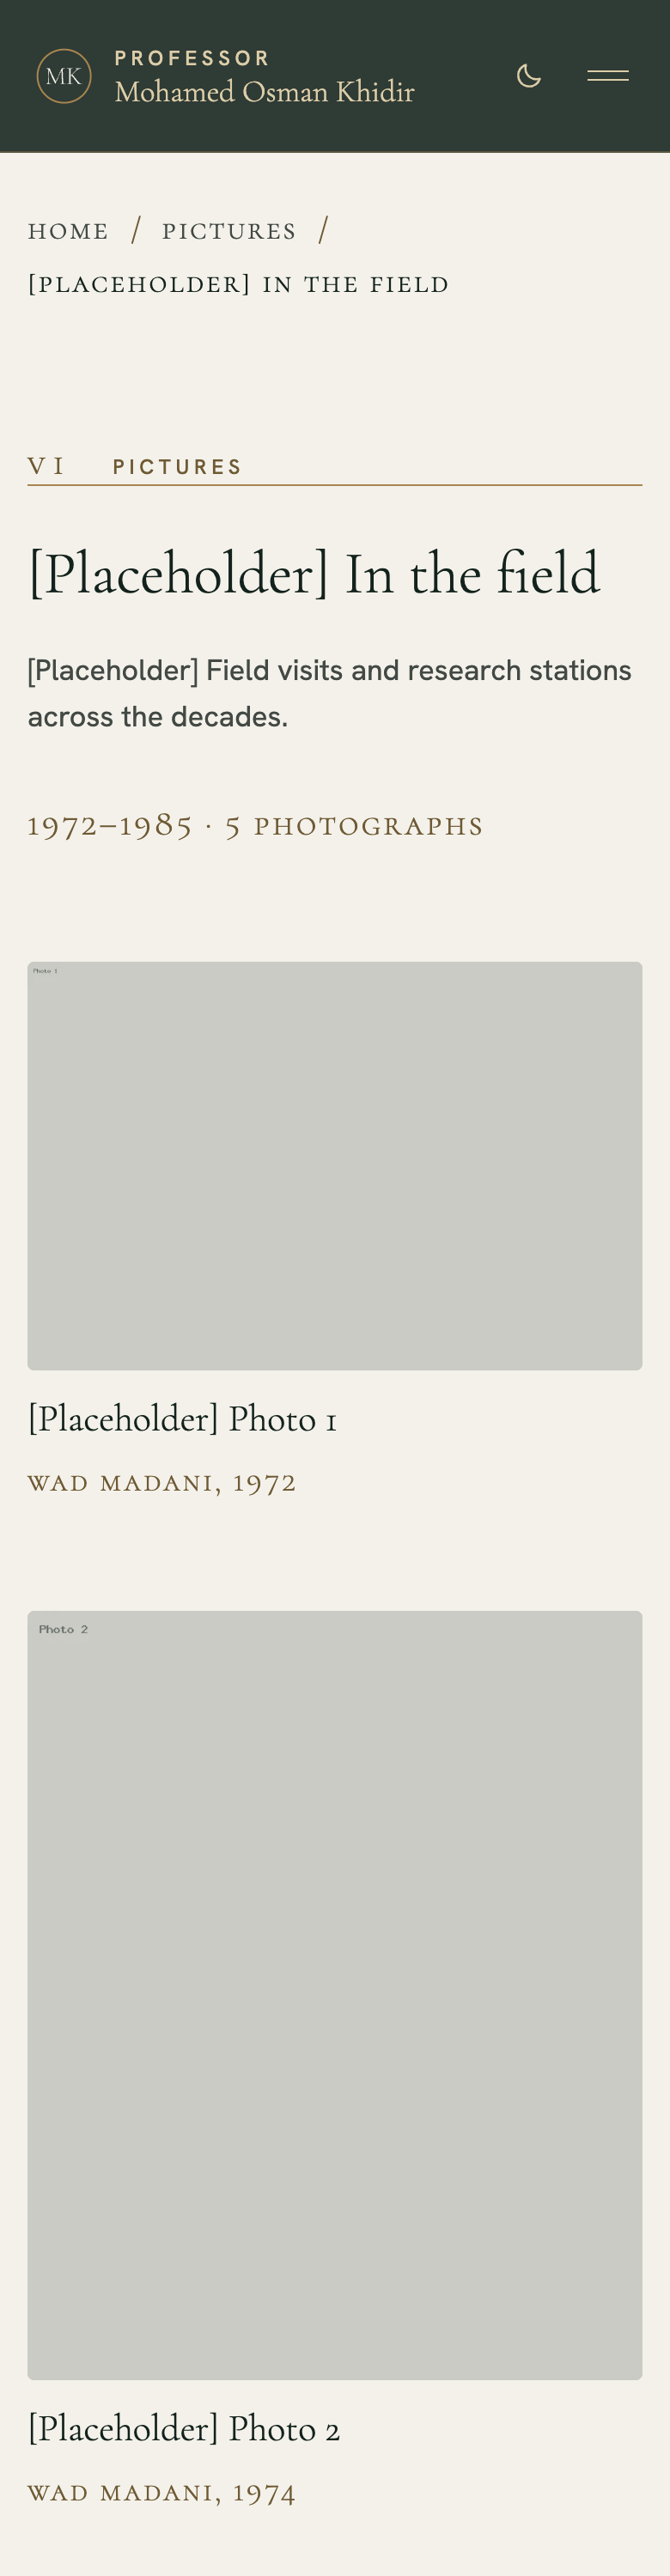 MK
PROFESSOR
Mohamed Osman Khidir
HOME / PICTURES /
[PLACEHOLDER] IN THE FIELD
VI PICTURES
[Placeholder] In the field
[Placeholder] Field visits and research stations
across the decades.
1972–1985 · 5 PHOTOGRAPHS
Photo 1
[Placeholder] Photo 1
WAD MADANI, 1972
Photo 2
[Placeholder] Photo 2
WAD MADANI, 1974